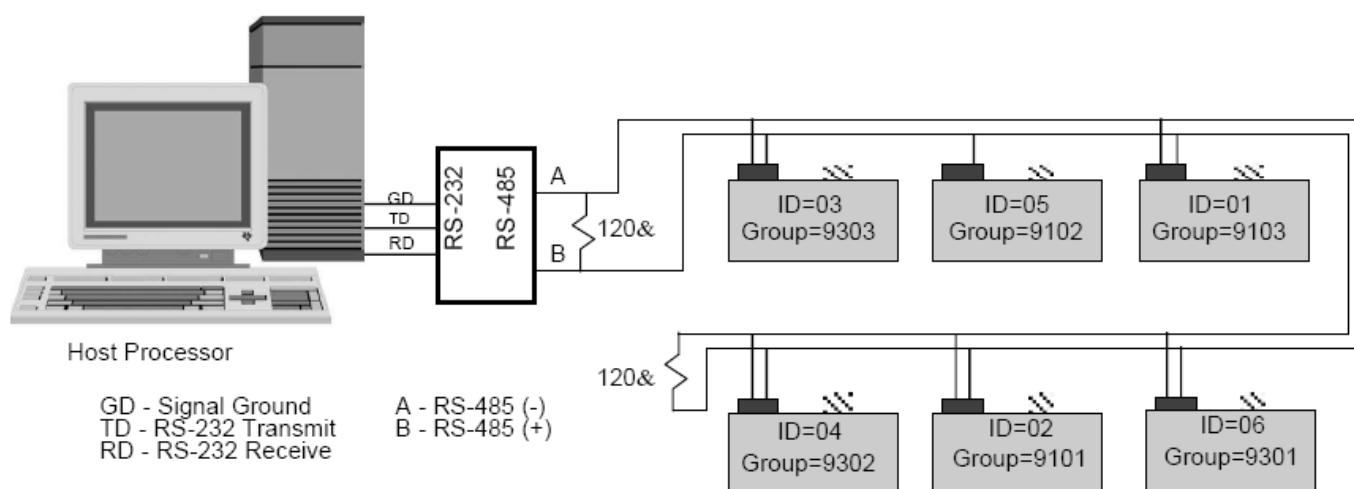 GD
TD
RD
RS-232
RS-485
A
B
120&
ID=03
Group=9303
ID=05
Group=9102
ID=01
Group=9103
120&
ID=04
Group=9302
ID=02
Group=9101
ID=06
Group=9301
Host Processor
GD - Signal Ground
TD - RS-232 Transmit
RD - RS-232 Receive
A - RS-485 (-)
B - RS-485 (+)